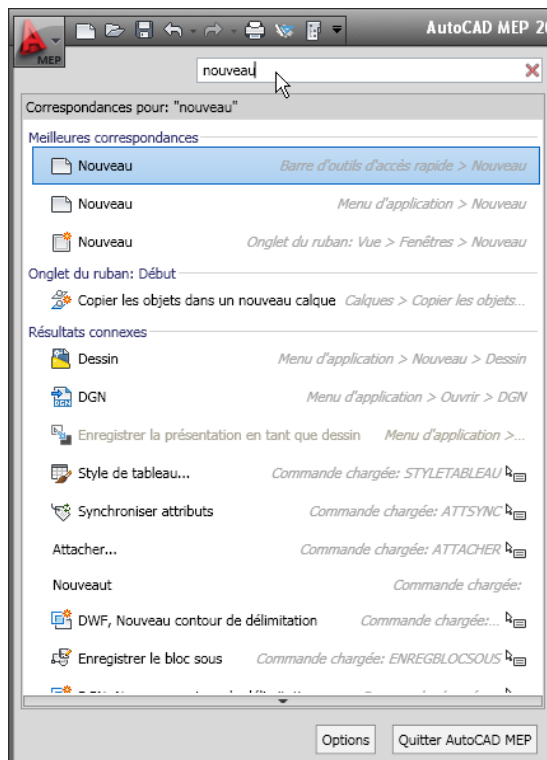 AutoCAD MEP 2
MEP
nouveau
Correspondances pour: "nouveau"
Meilleures correspondances
Nouveau Barre d'outils d'accès rapide > Nouveau
Nouveau Menu d'application > Nouveau
Nouveau Onglet du ruban: Vue > Fenêtres > Nouveau
Onglet du ruban: Début
Copier les objets dans un nouveau calque Calques > Copier les objets...
Résultats connexes
Dessin Menu d'application > Nouveau > Dessin
DGN Menu d'application > Ouvrir > DGN
Enregistrer la présentation en tant que dessin Menu d'application >...
Style de tableau... Commande chargée: STYLETABLEAU
Synchroniser attributs Commande chargée: ATTSYNC
Attacher... Commande chargée: ATTACHER
Nouveaut Commande chargée:
DWF, Nouveau contour de délimitation Commande chargée:...
Enregistrer le bloc sous Commande chargée: ENREGBLOCSOUS
Options Quitter AutoCAD MEP